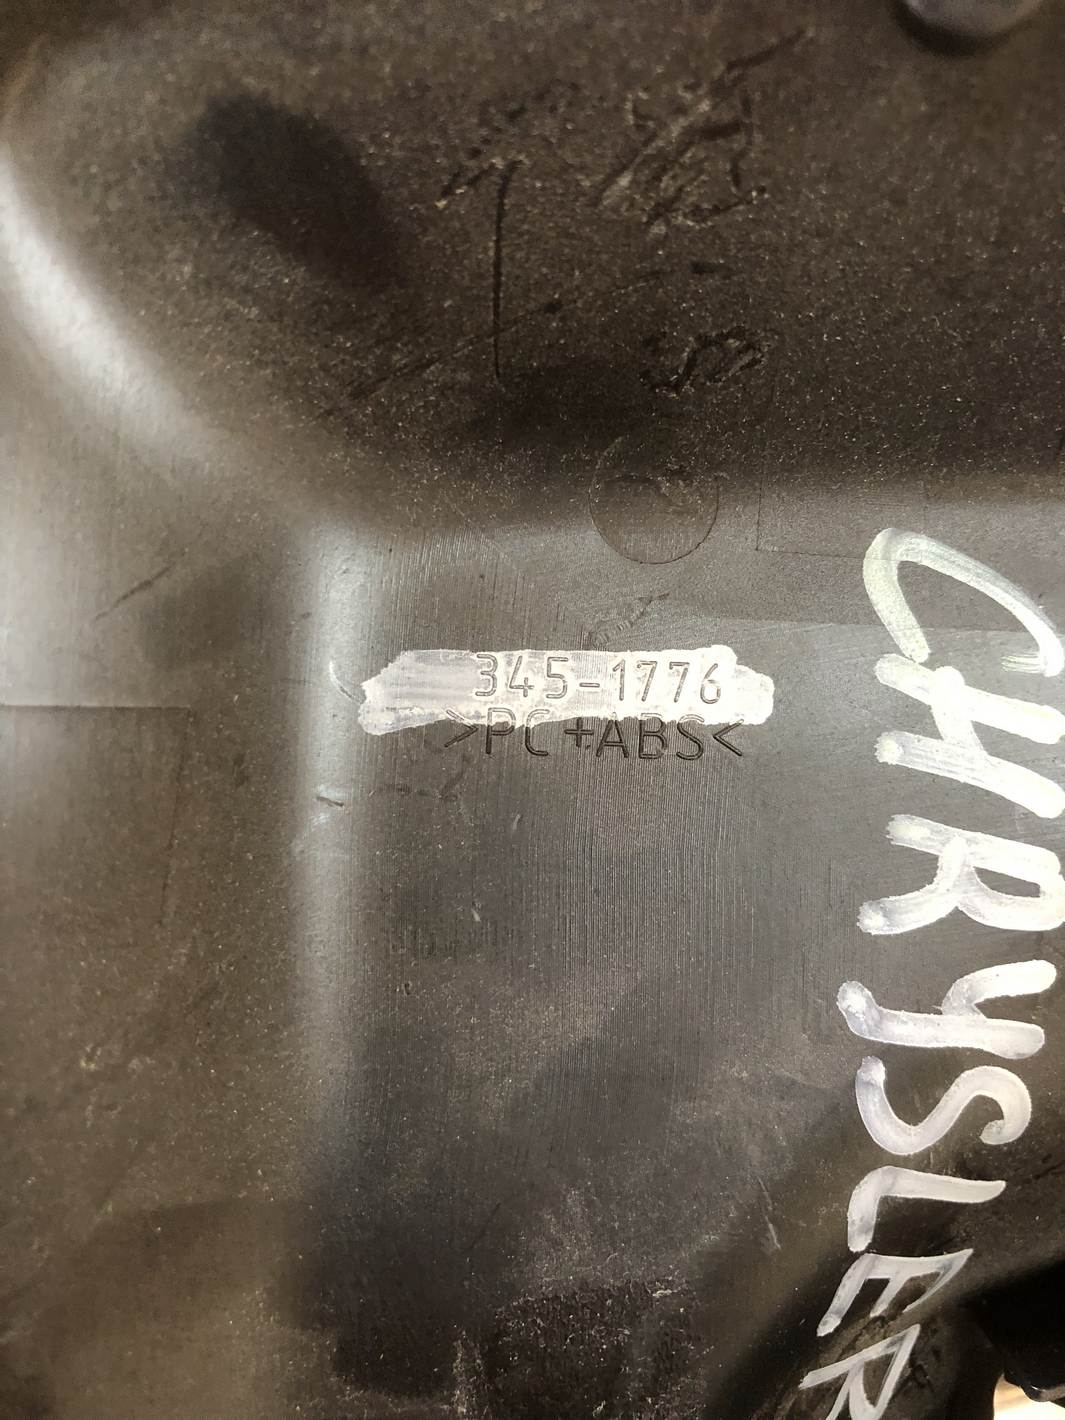 345-1776
>PC+ABS<
CHRYSLER